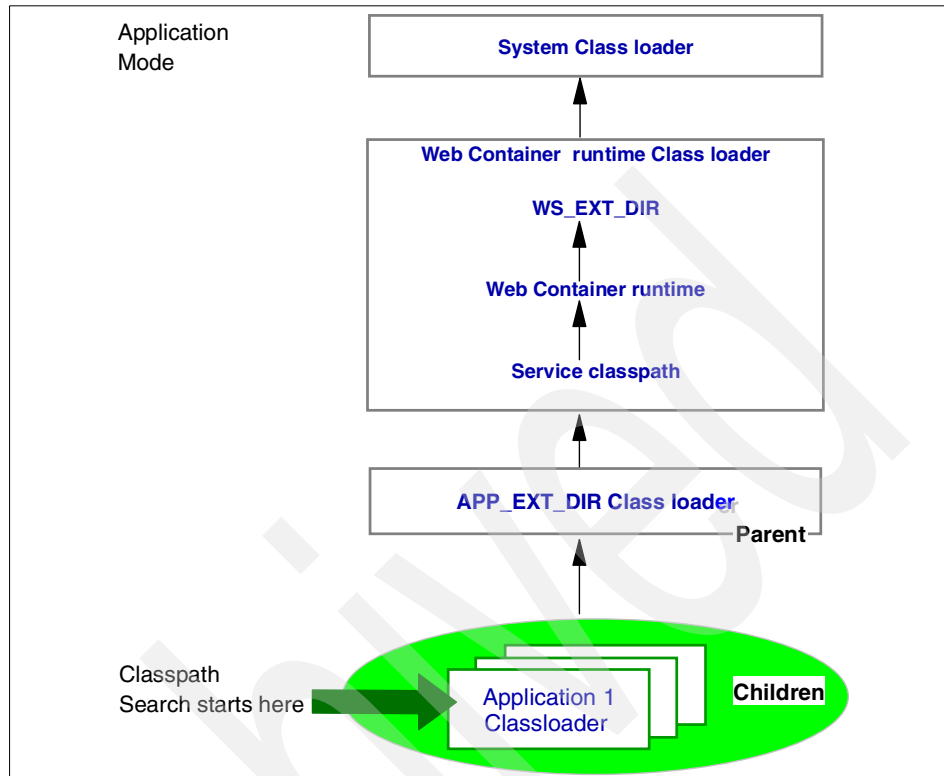 Application
Mode
System Class loader
Web Container runtime Class loader
WS_EXT_DIR
Web Container runtime
Service classpath
APP_EXT_DIR Class loader
Parent
Classpath
Search starts here
Application 1
Classloader
Children
hived